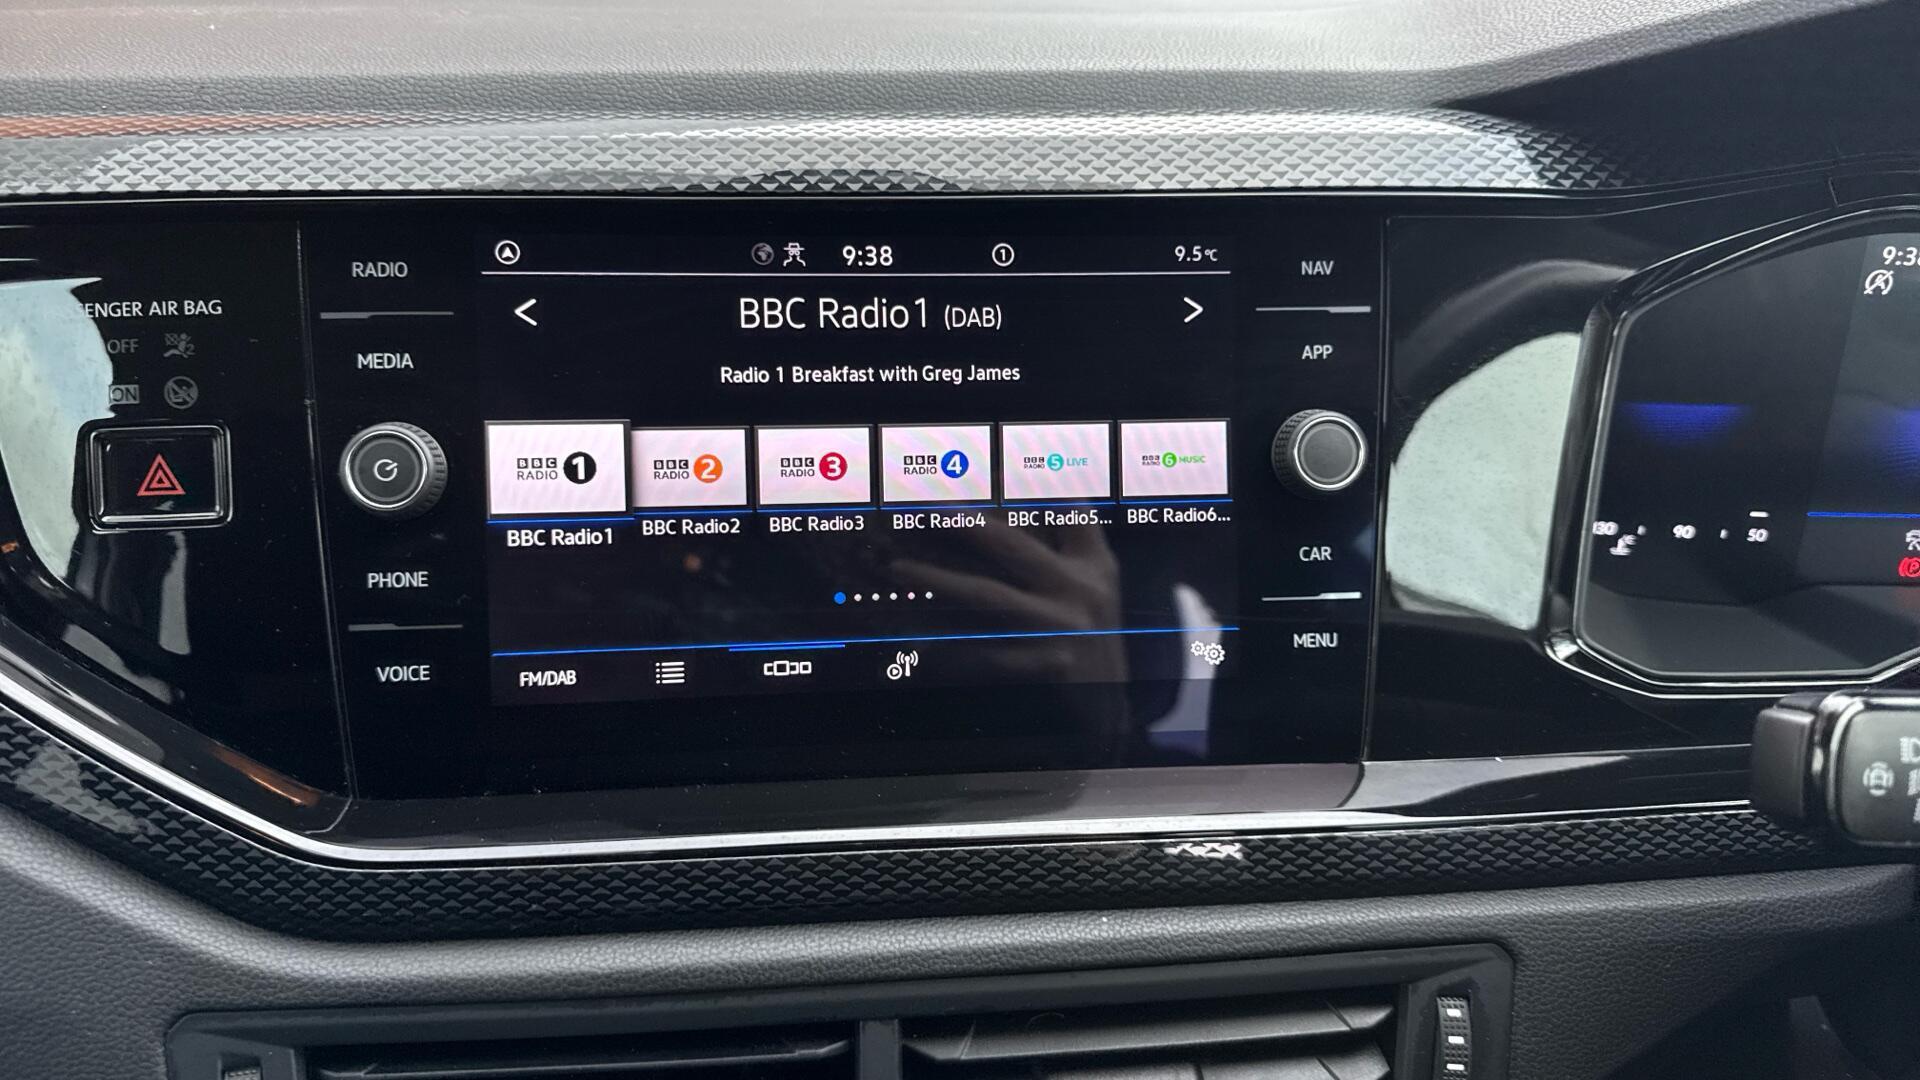 RADIO
MEDIA
PHONE
VOICE
ENGER AIR BAG
OFF
ON
9:38
1
9.5°C
BBC Radio1 (DAB)
Radio 1 Breakfast with Greg James
BBC RADIO 1
BBC RADIO 2
BBC RADIO 3
BBC RADIO 4
BBC RADIO 5 LIVE
BBC RADIO 6 MUSIC
BBC Radio1
BBC Radio2
BBC Radio3
BBC Radio4
BBC Radio5...
BBC Radio6...
FM/DAB
NAV
APP
CAR
MENU
9:38
130
90
50